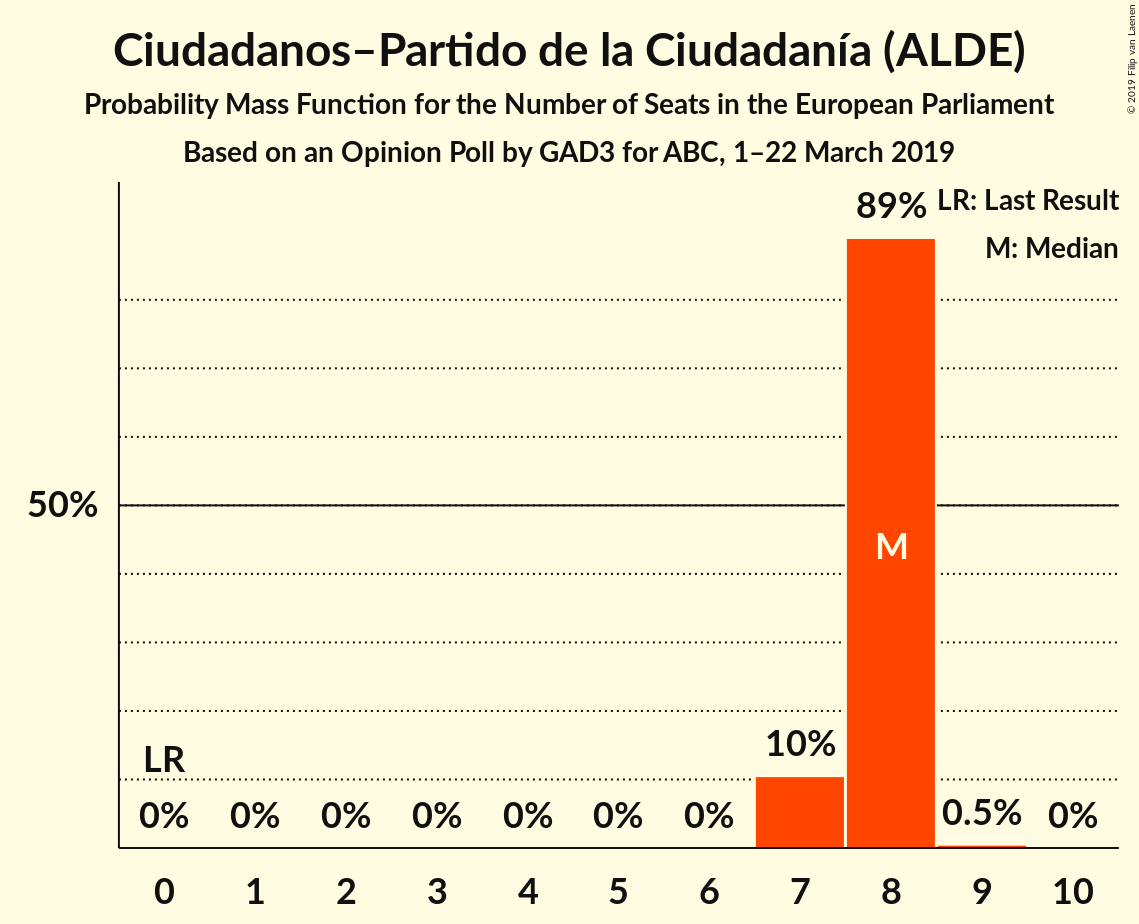 Ciudadanos–Partido de la Ciudadanía (ALDE)
Probability Mass Function for the Number of Seats in the European Parliament
Based on an Opinion Poll by GAD3 for ABC, 1–22 March 2019
© 2019 Filip van Laenen
89%
LR: Last Result
M: Median
50%
M
10%
LR
0% 0% 0% 0% 0% 0% 0% 0.5% 0%
0 1 2 3 4 5 6 7 8 9 10